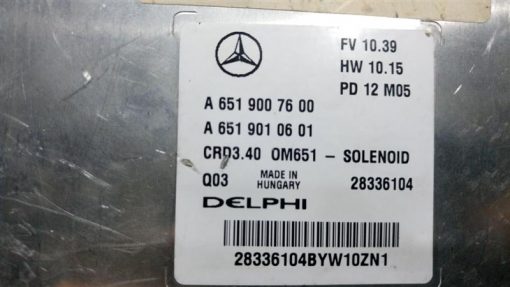 FV 10.39
HW 10.15
PD 12 M05
A 651 900 76 00
A 651 901 06 01
CRD3.40 OM651 - SOLENOID
Q03 MADE IN HUNGARY 28336104
DELPHI
28336104BYW10ZN1